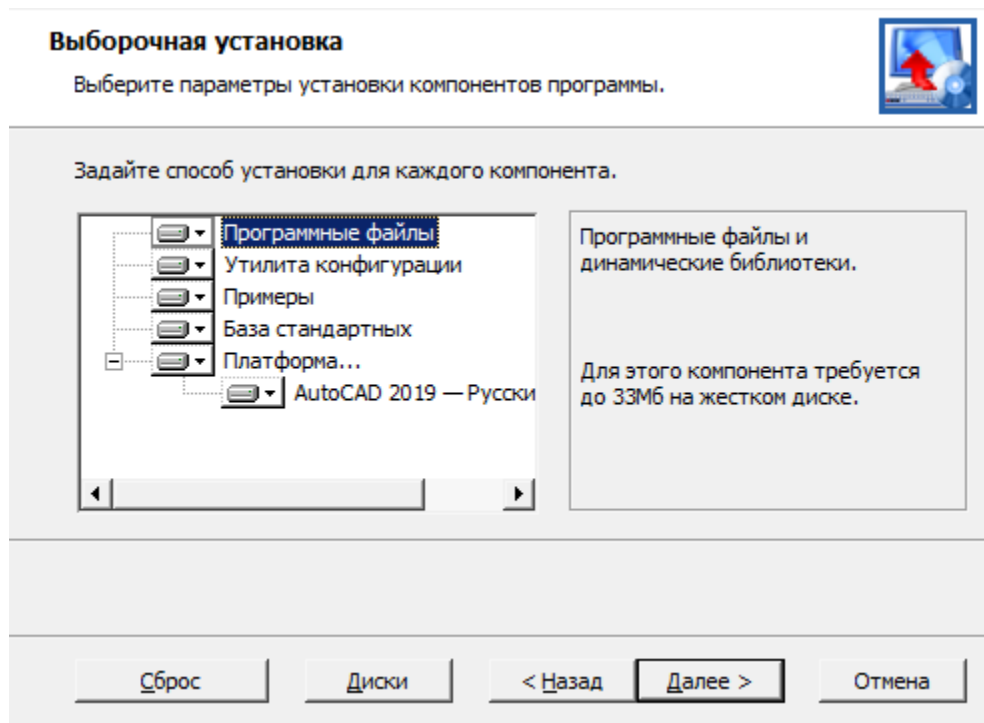 Выборочная установка
Выберите параметры установки компонентов программы.
Задайте способ установки для каждого компонента.
Программные файлы
Утилита конфигурации
Примеры
База стандартных
Платформа...
AutoCAD 2019 — Русски
Программные файлы и
динамические библиотеки.
Для этого компонента требуется
до 33Мб на жестком диске.
Сброс
Диски
< Назад
Далее >
Отмена